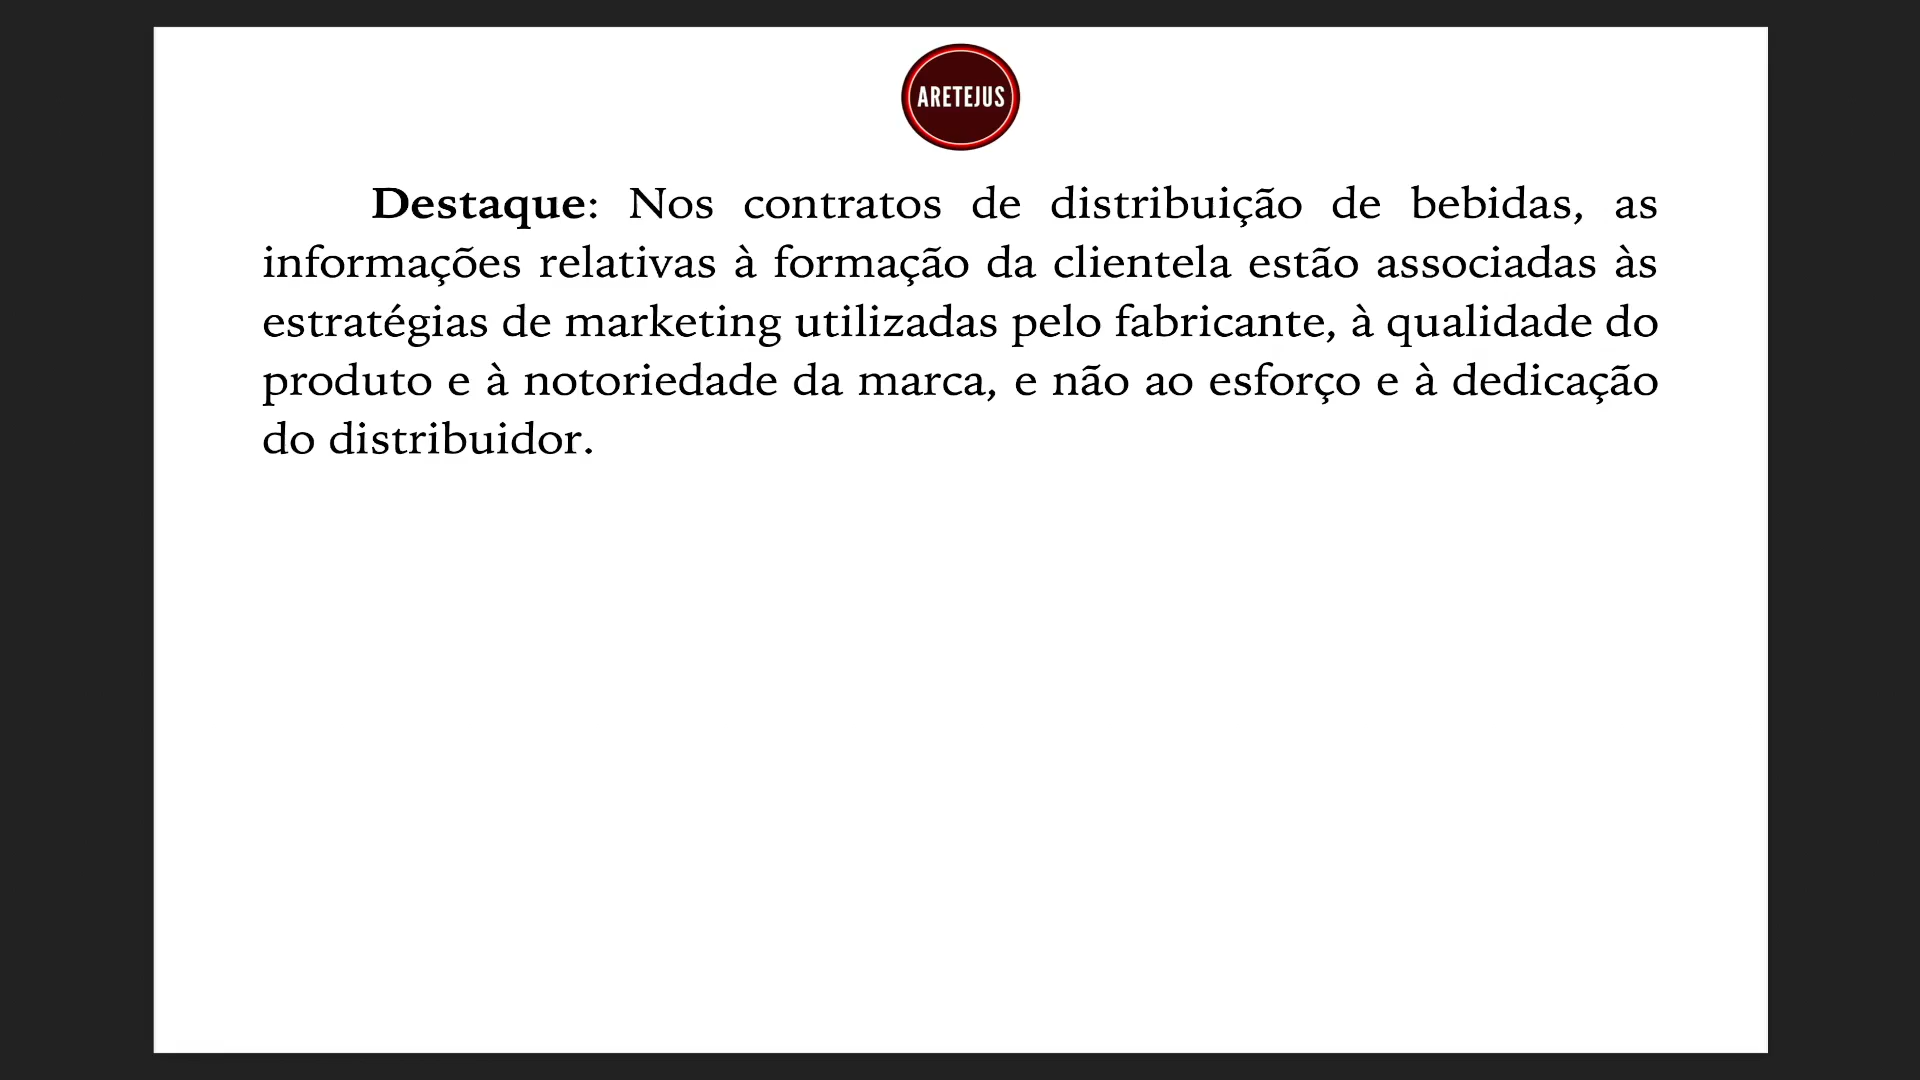 ARETEJUS
Destaque: Nos contratos de distribuição de bebidas, as
informações relativas à formação da clientela estão associadas às
estratégias de marketing utilizadas pelo fabricante, à qualidade do
produto e à notoriedade da marca, e não ao esforço e à dedicação
do distribuidor.